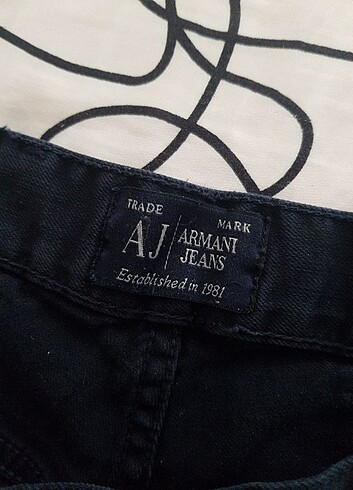 TRADE MARK
AJ ARMANI
JEANS
Established in 1981